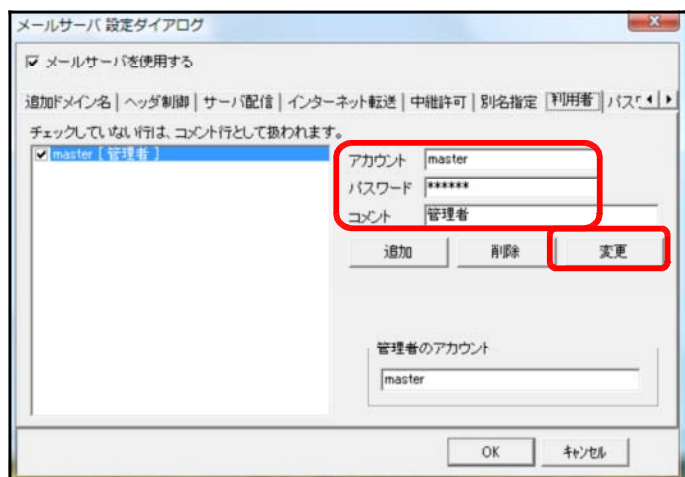 メールサーバ 設定ダイアログ
メールサーバを使用する
追加ドメイン名 ヘッダ制御 サーバ配信 インターネット転送 中継許可 別名指定 利用者 パスワ
チェックしていない行は、コメント行として扱われます。
master [ 管理者 ]
アカウント master
パスワード ******
コメント 管理者
追加 削除 変更
管理者のアカウント
master
OK キャンセル